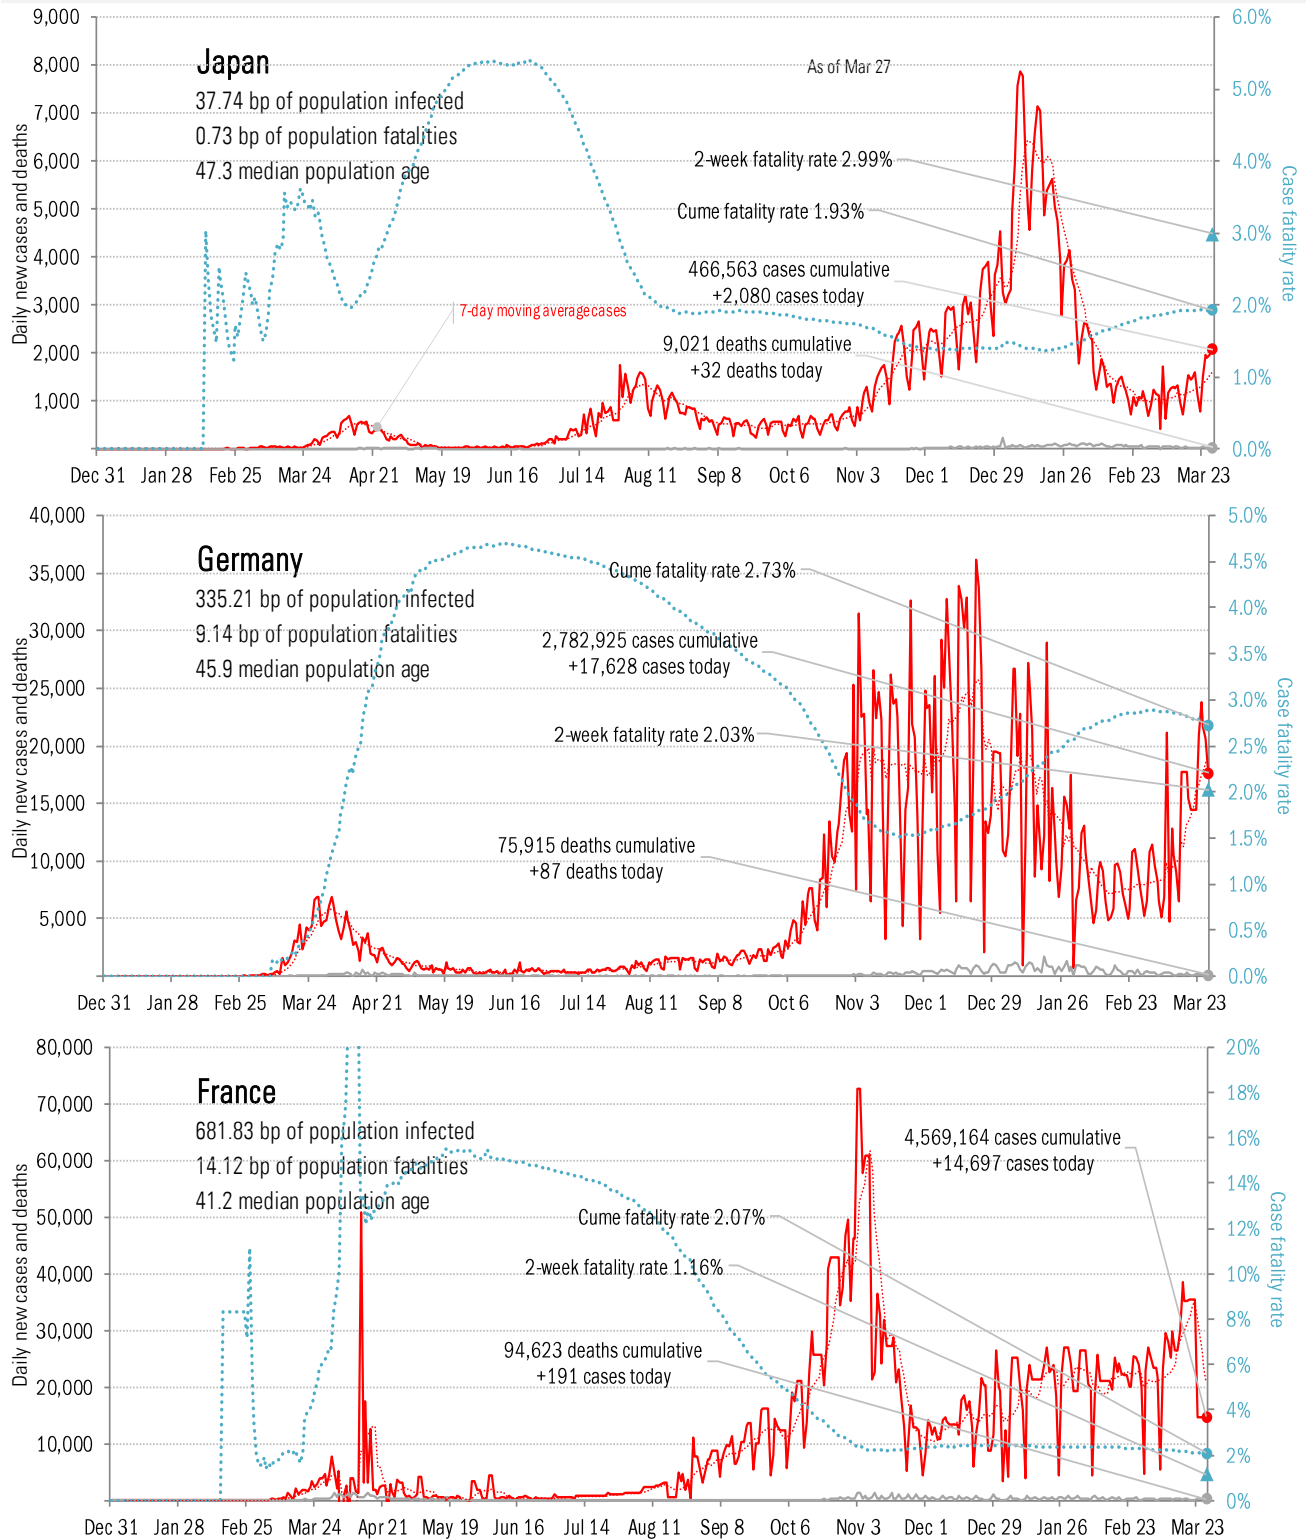 9,000
8,000
7,000
6,000
5,000
4,000
3,000
2,000
1,000
Daily new cases and deaths
Japan
37.74 bp of population infected
0.73 bp of population fatalities
47.3 median population age
As of Mar 27
2-week fatality rate 2.99%
Cume fatality rate 1.93%
466,563 cases cumulative
+2,080 cases today
7-day moving average cases
9,021 deaths cumulative
+32 deaths today
6.0%
5.0%
4.0%
3.0%
2.0%
1.0%
0.0%
Case fatality rate
Dec 31 Jan 28 Feb 25 Mar 24 Apr 21 May 19 Jun 16 Jul 14 Aug 11 Sep 8 Oct 6 Nov 3 Dec 1 Dec 29 Jan 26 Feb 23 Mar 23
40,000
35,000
30,000
25,000
20,000
15,000
10,000
5,000
Daily new cases and deaths
Germany
335.21 bp of population infected
9.14 bp of population fatalities
45.9 median population age
Cume fatality rate 2.73%
2,782,925 cases cumulative
+17,628 cases today
2-week fatality rate 2.03%
75,915 deaths cumulative
+87 deaths today
5.0%
4.5%
4.0%
3.5%
3.0%
2.5%
2.0%
1.5%
1.0%
0.5%
0.0%
Case fatality rate
Dec 31 Jan 28 Feb 25 Mar 24 Apr 21 May 19 Jun 16 Jul 14 Aug 11 Sep 8 Oct 6 Nov 3 Dec 1 Dec 29 Jan 26 Feb 23 Mar 23
80,000
70,000
60,000
50,000
40,000
30,000
20,000
10,000
Daily new cases and deaths
France
681.83 bp of population infected
14.12 bp of population fatalities
41.2 median population age
4,569,164 cases cumulative
+14,697 cases today
Cume fatality rate 2.07%
2-week fatality rate 1.16%
94,623 deaths cumulative
+191 cases today
20%
18%
16%
14%
12%
10%
8%
6%
4%
2%
0%
Case fatality rate
Dec 31 Jan 28 Feb 25 Mar 24 Apr 21 May 19 Jun 16 Jul 14 Aug 11 Sep 8 Oct 6 Nov 3 Dec 1 Dec 29 Jan 26 Feb 23 Mar 23